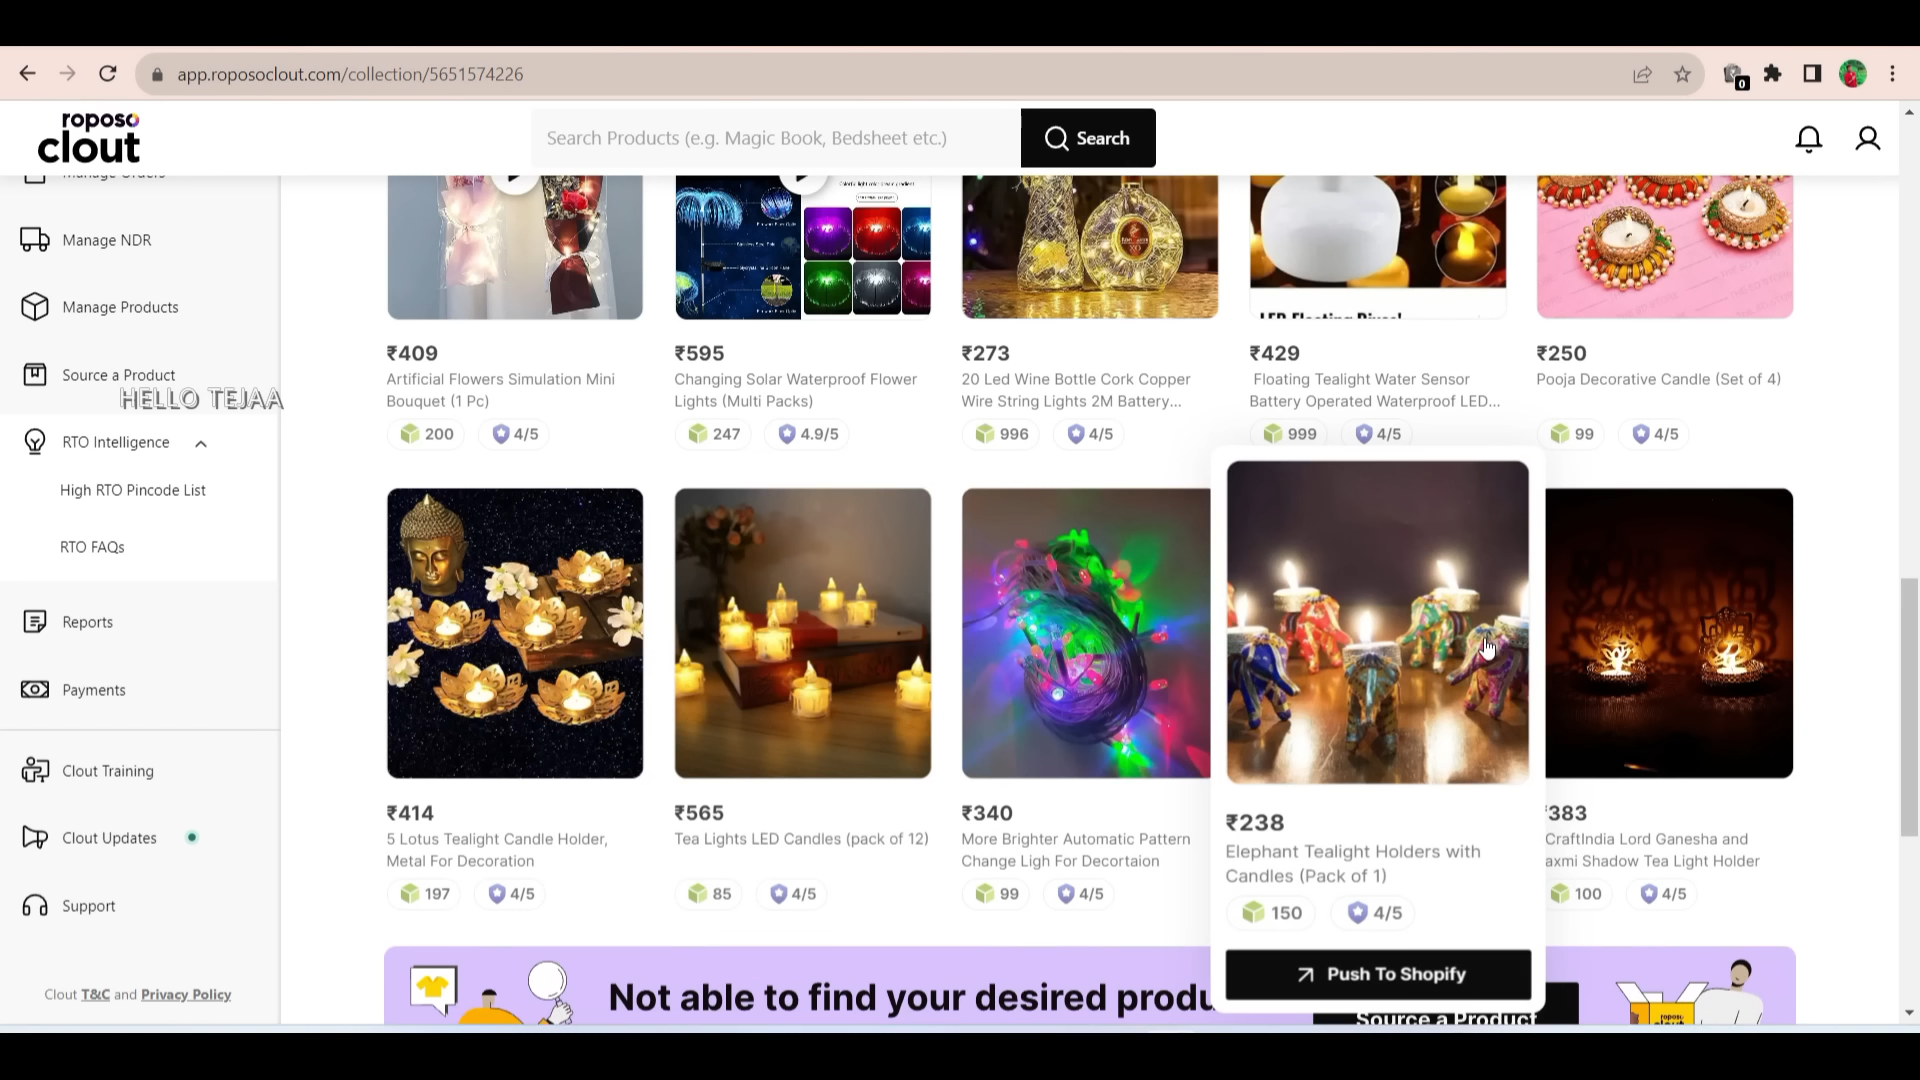 app.roposoclout.com/collection/5651574226
0
roposo
clout
Search Products (e.g. Magic Book, Bedsheet etc.)
Search
Manage Orders
Manage NDR
Manage Products
Source a Product
HELLO TEJAA
RTO Intelligence
High RTO Pincode List
RTO FAQs
Reports
Payments
Clout Training
Clout Updates
Support
Clout T&C and Privacy Policy
₹409
Artificial Flowers Simulation Mini
Bouquet (1 Pc)
200
4/5
₹595
Changing Solar Waterproof Flower
Lights (Multi Packs)
247
4.9/5
₹273
20 Led Wine Bottle Cork Copper
Wire String Lights 2M Battery...
996
4/5
₹429
Floating Tealight Water Sensor
Battery Operated Waterproof LED...
999
4/5
₹250
Pooja Decorative Candle (Set of 4)
99
4/5
₹414
5 Lotus Tealight Candle Holder,
Metal For Decoration
197
4/5
₹565
Tea Lights LED Candles (pack of 12)
85
4/5
₹340
More Brighter Automatic Pattern
Change Ligh For Decortaion
99
4/5
₹238
Elephant Tealight Holders with
Candles (Pack of 1)
150
4/5
Push To Shopify
₹383
CraftIndia Lord Ganesha and
axmi Shadow Tea Light Holder
100
4/5
Not able to find your desired produ
Source a Product